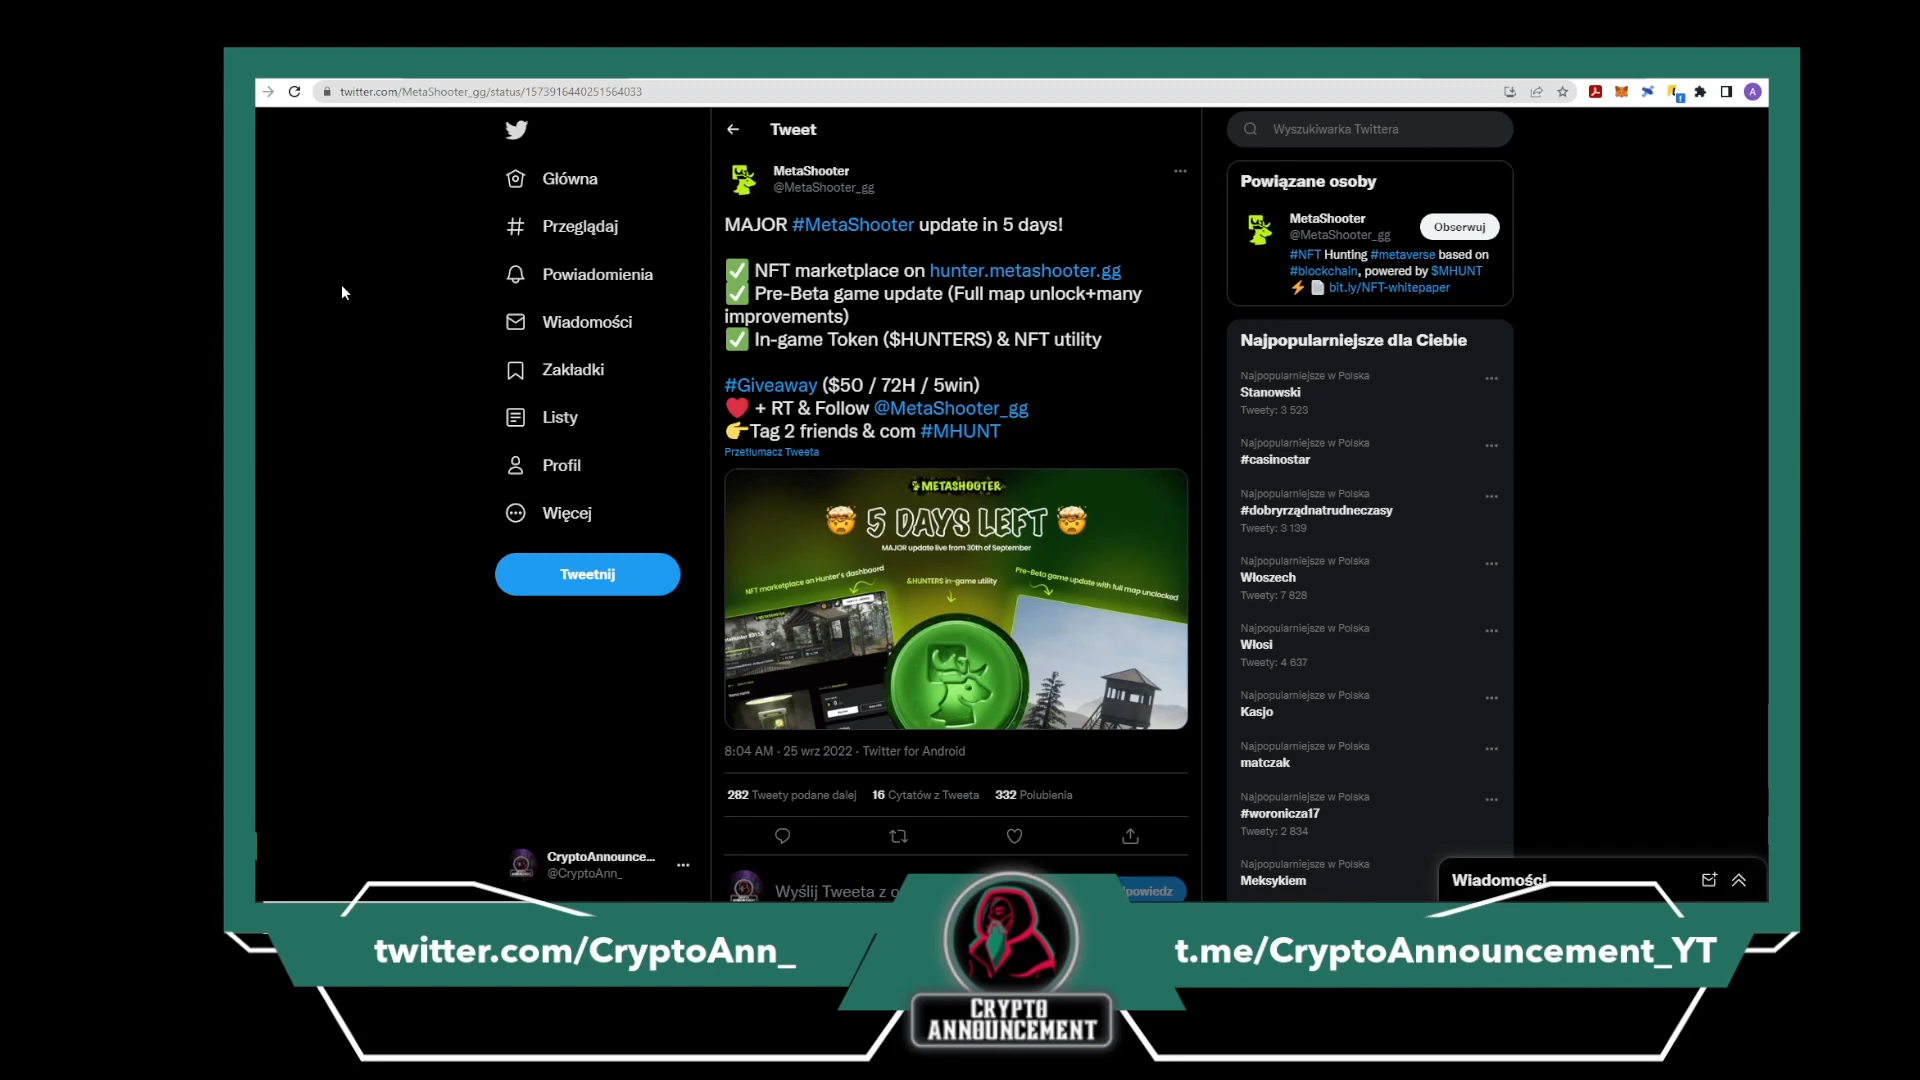 twitter.com/MetaShooter_gg/status/1573916440251564033
A
Główna
Przeglądaj
Powiadomienia
Wiadomości
Zakładki
Listy
Profil
Więcej
Tweetnij
CryptoAnnounce...
@CryptoAnn_
Tweet
MetaShooter
@MetaShooter_gg
MAJOR #MetaShooter update in 5 days!
✅ NFT marketplace on hunter.metashooter.gg
✅ Pre-Beta game update (Full map unlock+many
improvements)
✅ In-game Token ($HUNTERS) & NFT utility
#Giveaway ($50 / 72H / 5win)
❤️ + RT & Follow @MetaShooter_gg
👉Tag 2 friends & com #MHUNT
Przetłumacz Tweeta
METASHOOTER
5 DAYS LEFT
MAJOR update live from 30th of September
NFT marketplace on Hunter's dashbaord
&HUNTERS in-game utility
Pre-Beta game update with full map unclocked
8:04 AM · 25 wrz 2022 · Twitter for Android
282 Tweety podane dalej 16 Cytatów z Tweeta 332 Polubienia
Wyślij Tweeta z o
powiedz
Wyszukiwarka Twittera
Powiązane osoby
MetaShooter
@MetaShooter_gg
Obserwuj
#NFT Hunting #metaverse based on
#blockchain, powered by $MHUNT
⚡ 📄 bit.ly/NFT-whitepaper
Najpopularniejsze dla Ciebie
Najpopularniejsze w Polska
Stanowski
Tweety: 3 523
Najpopularniejsze w Polska
#casinostar
Najpopularniejsze w Polska
#dobryrządnatrudneczasy
Tweety: 3 139
Najpopularniejsze w Polska
Włoszech
Tweety: 7 828
Najpopularniejsze w Polska
Włosi
Tweety: 4 637
Najpopularniejsze w Polska
Kasjo
Najpopularniejsze w Polska
matczak
Najpopularniejsze w Polska
#woronicza17
Tweety: 2 834
Najpopularniejsze w Polska
Meksykiem
Wiadomości
twitter.com/CryptoAnn_
t.me/CryptoAnnouncement_YT
CRYPTO
ANNOUNCEMENT